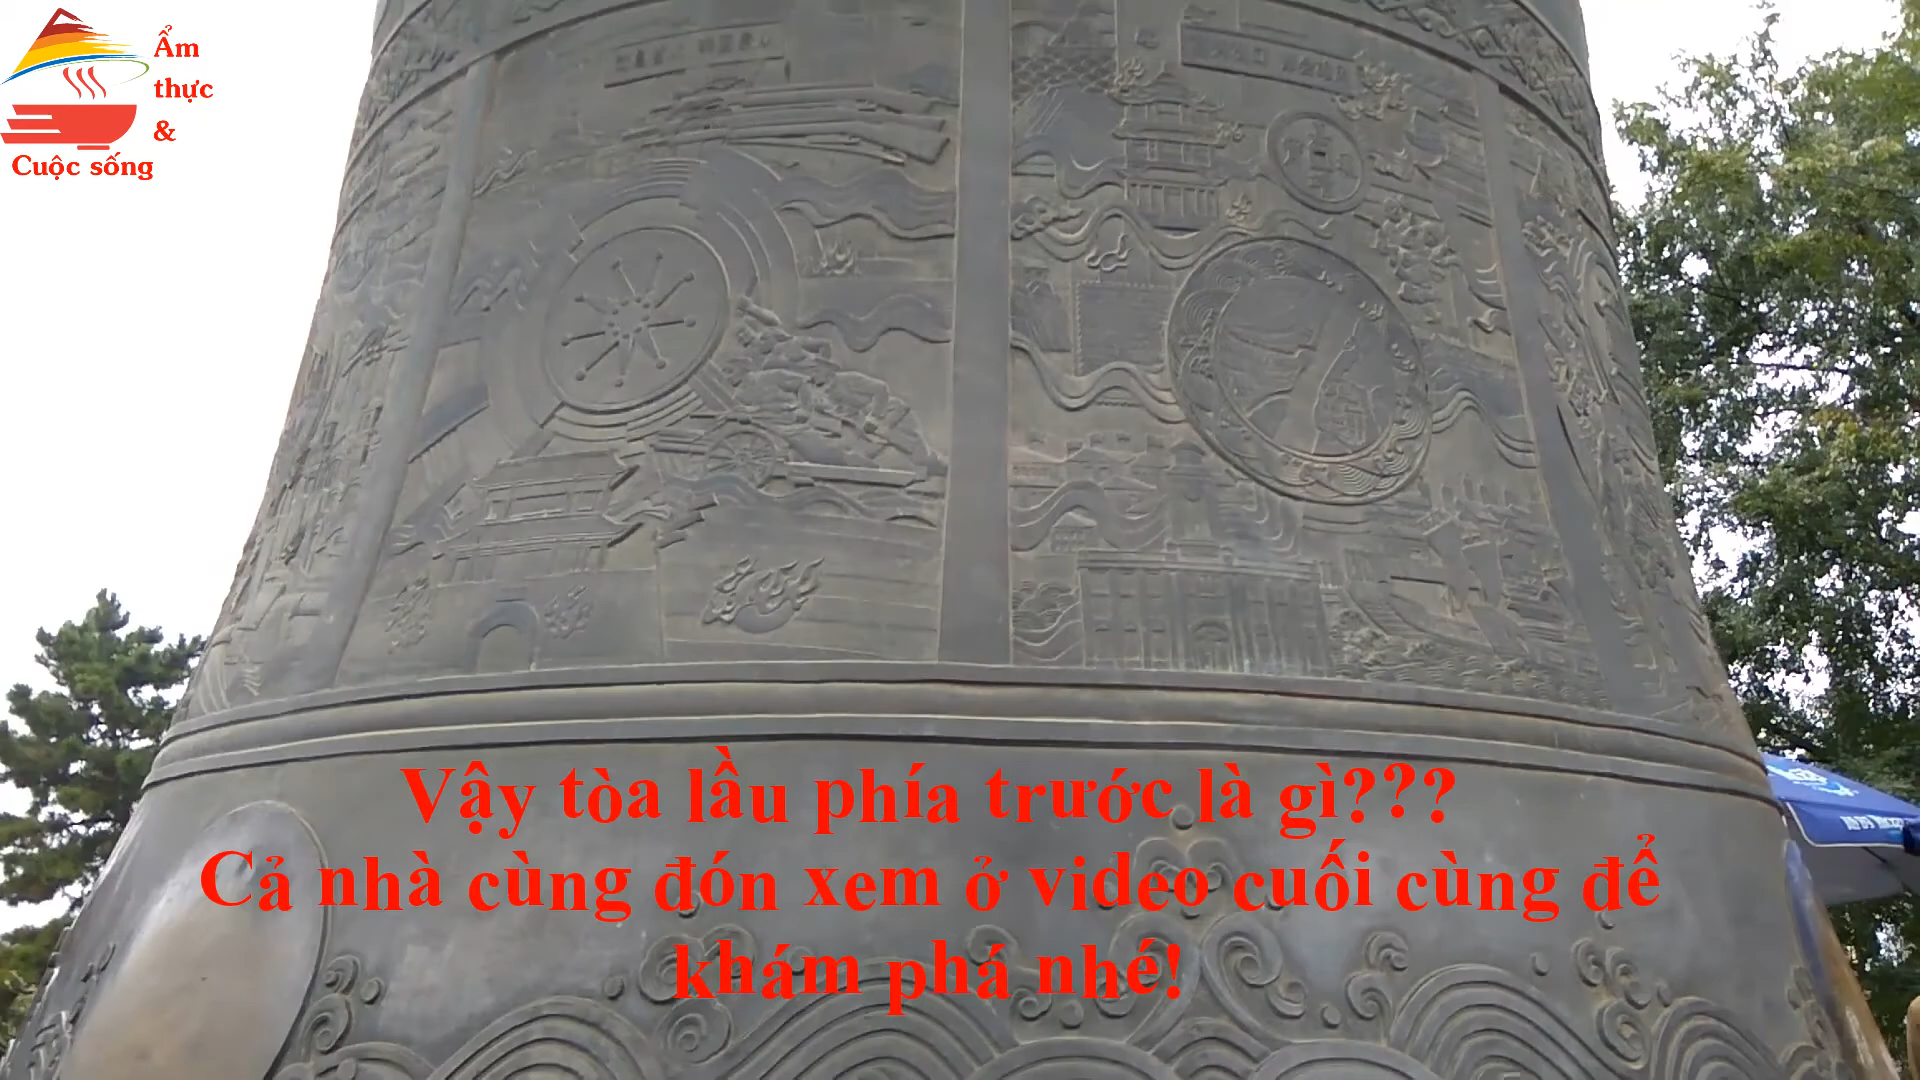 Ẩm
thực
&
Cuộc sống
Vậy tòa lầu phía trước là gì???
Cả nhà cùng đón xem ở video cuối cùng để
khám phá nhé!